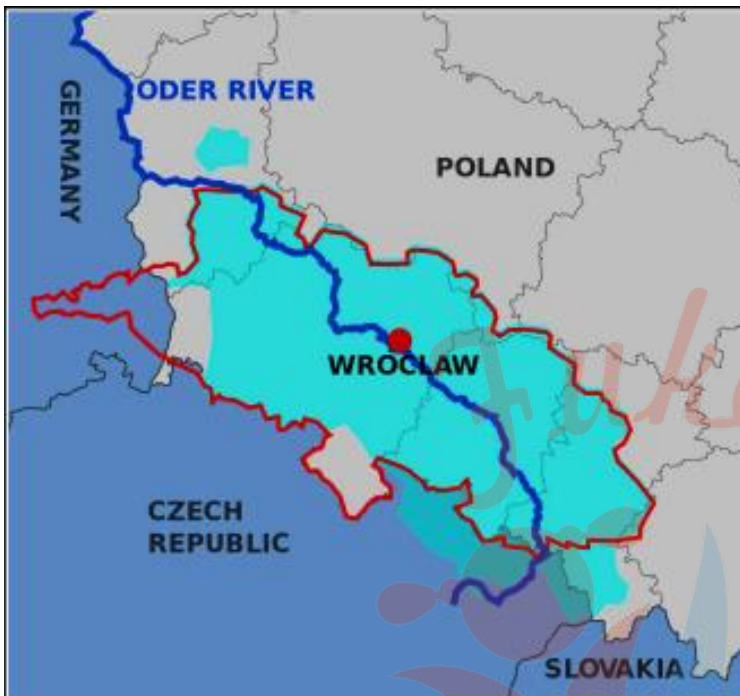 ODER RIVER
GERMANY
POLAND
WROCLAW
CZECH
REPUBLIC
SLOVAKIA